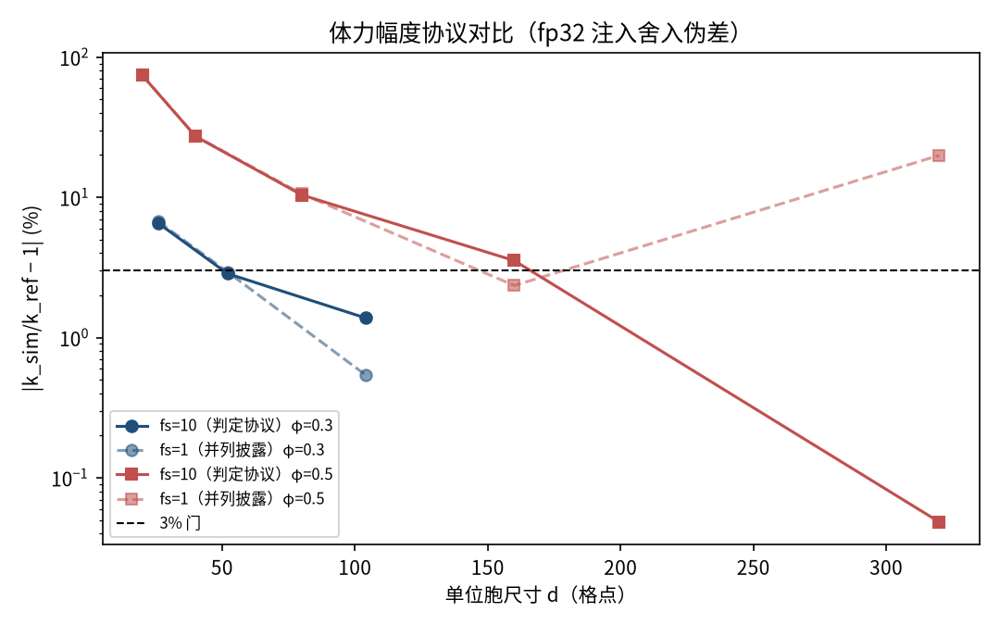 体力幅度协议对比（fp32 注入舍入伪差）
|k_sim/k_ref − 1| (%)
10²
10¹
10⁰
10⁻¹
fs=10（判定协议）φ=0.3
fs=1（并列披露）φ=0.3
fs=10（判定协议）φ=0.5
fs=1（并列披露）φ=0.5
3% 门
50
100
150
200
250
300
单位胞尺寸 d（格点）